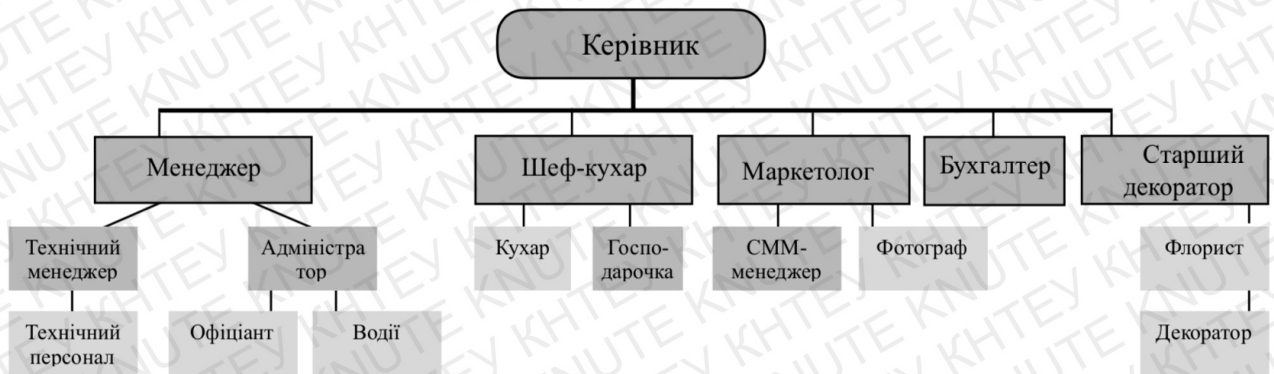 Керівник
Менеджер
Шеф-кухар
Маркетолог
Бухгалтер
Старший
декоратор
Технічний
менеджер
Адміністра
тор
Кухар
Госпо-
дарочка
СММ-
менеджер
Фотограф
Флорист
Технічний
персонал
Офіціант
Водії
Декоратор